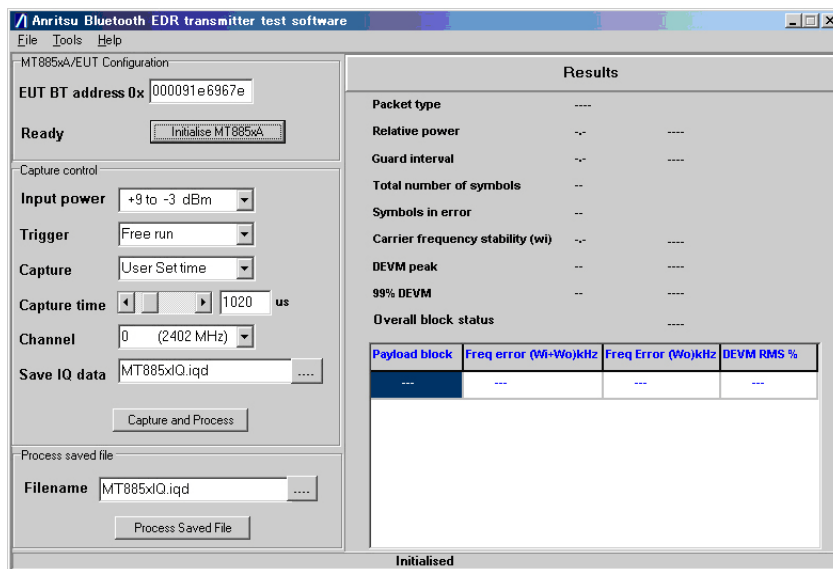 Anritsu Bluetooth EDR transmitter test software
File Tools Help
MT885xA/EUT Configuration
EUT BT address 0x 000091e6967e
Ready Initialise MT885xA
Capture control
Input power +9 to -3 dBm
Trigger Free run
Capture User Set time
Capture time 1020 us
Channel 0 (2402 MHz)
Save IQ data MT885xIQ.iqd ....
Capture and Process
Process saved file
Filename MT885xIQ.iqd ....
Process Saved File
Results
Packet type ----
Relative power -.- ----
Guard interval -.- ----
Total number of symbols --
Symbols in error --
Carrier frequency stability (wi) -.- ----
DEVM peak -- ----
99% DEVM -- ----
Overall block status ----
Payload block Freq error (Wi+Wo)kHz Freq Error (Wo)kHz DEVM RMS %
--- --- --- ---
Initialised